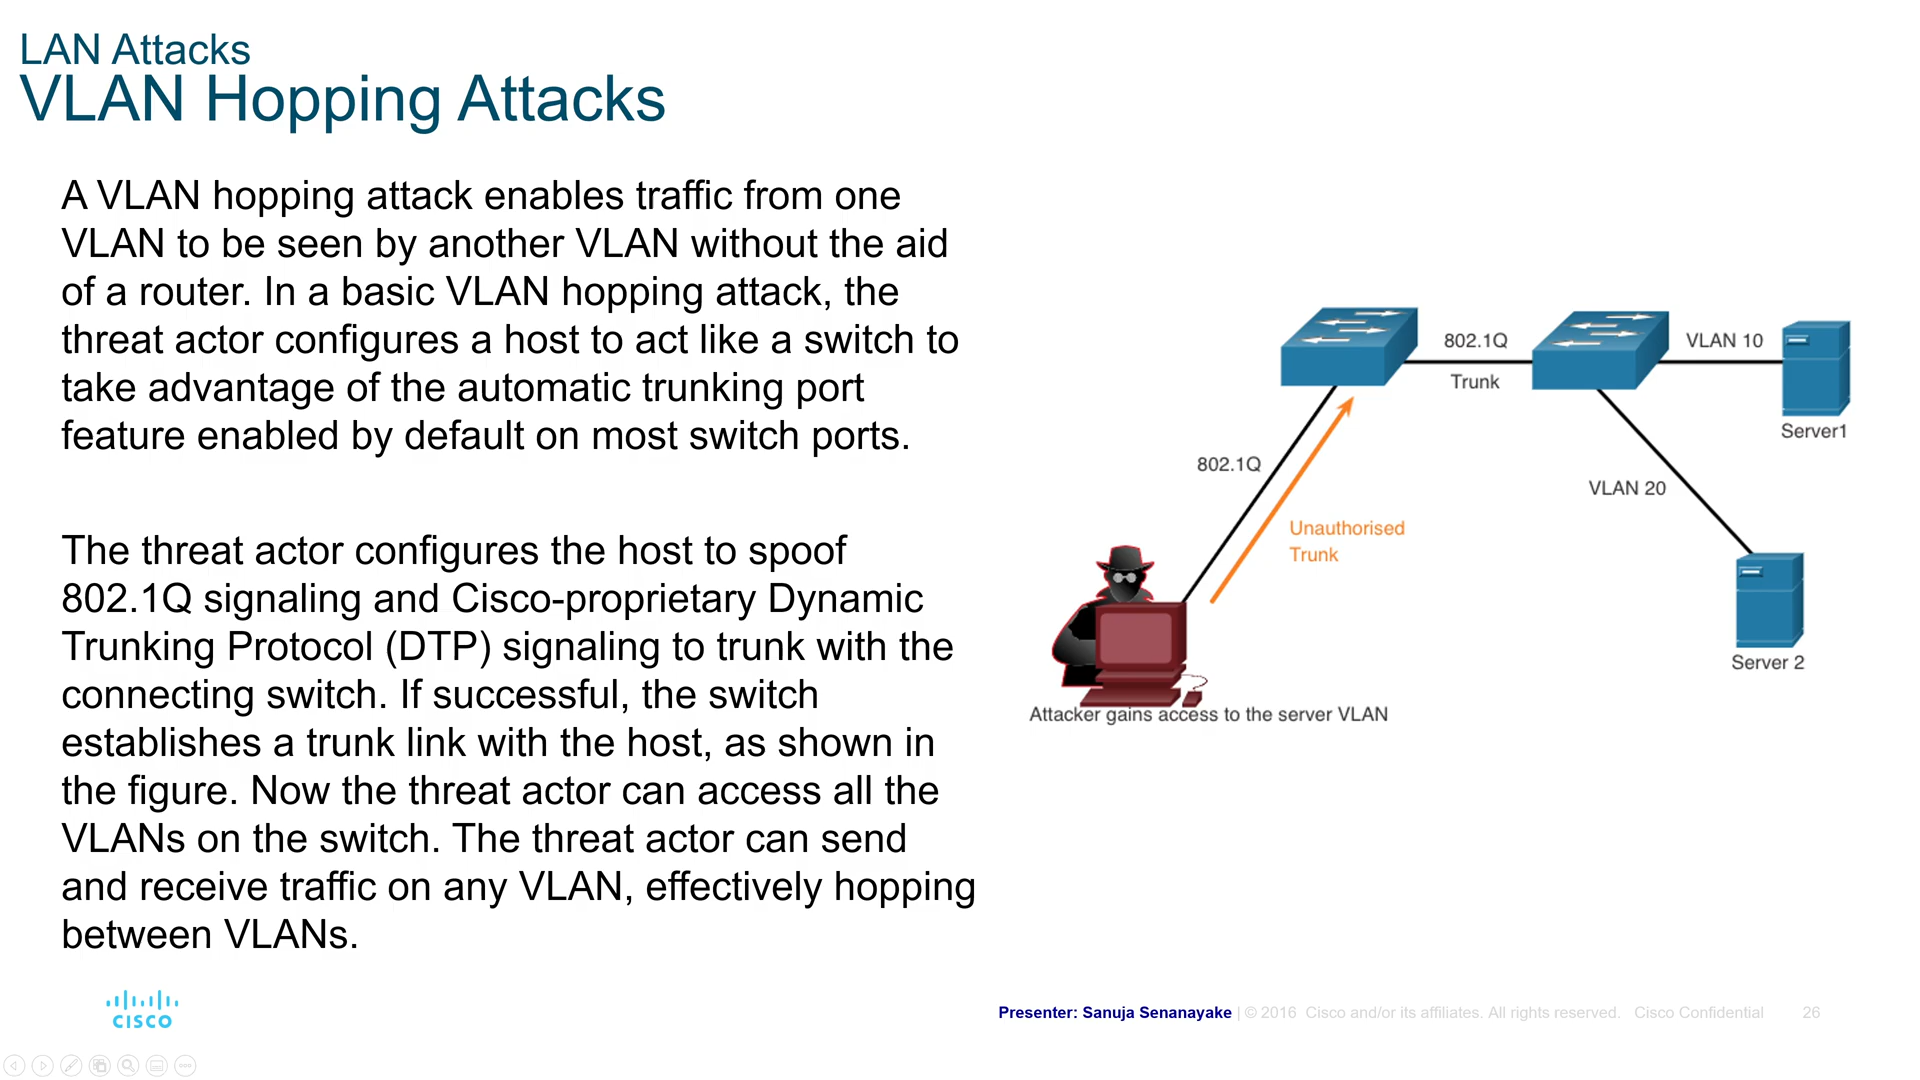 LAN Attacks
VLAN Hopping Attacks
A VLAN hopping attack enables traffic from one
VLAN to be seen by another VLAN without the aid
of a router. In a basic VLAN hopping attack, the
threat actor configures a host to act like a switch to
take advantage of the automatic trunking port
feature enabled by default on most switch ports.
The threat actor configures the host to spoof
802.1Q signaling and Cisco-proprietary Dynamic
Trunking Protocol (DTP) signaling to trunk with the
connecting switch. If successful, the switch
establishes a trunk link with the host, as shown in
the figure. Now the threat actor can access all the
VLANs on the switch. The threat actor can send
and receive traffic on any VLAN, effectively hopping
between VLANs.
802.1Q
Trunk
VLAN 10
Server1
802.1Q
VLAN 20
Unauthorised
Trunk
Server 2
Attacker gains access to the server VLAN
CISCO
Presenter: Sanuja Senanayake | © 2016 Cisco and/or its affiliates. All rights reserved. Cisco Confidential 26